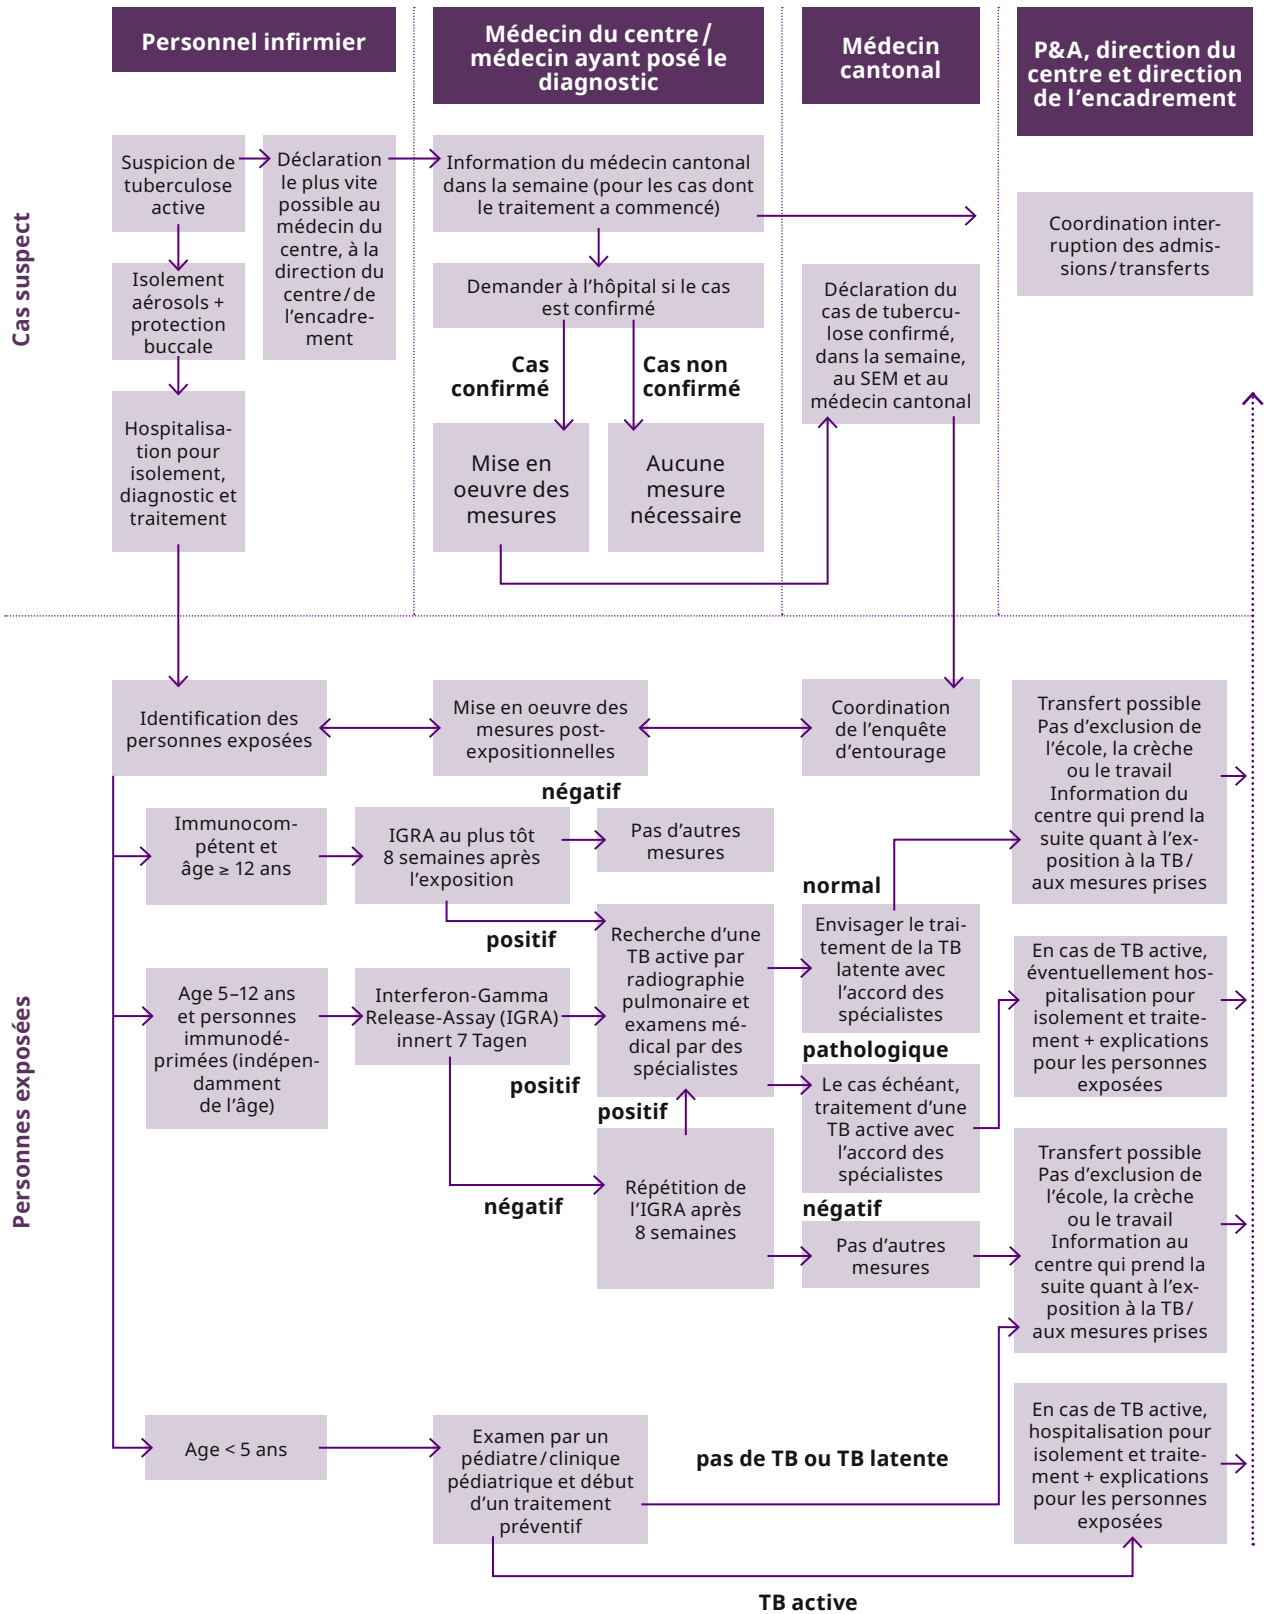 Personnel infirmier
Médecin du centre /
médecin ayant posé le
diagnostic
Médecin
cantonal
P&A, direction du
centre et direction
de l'encadrement
Cas suspect
Suspicion de
tuberculose
active
Déclaration
le plus vite
possible au
médecin du
centre, à la
direction du
centre / de
l'encadre-
ment
Information du médecin cantonal
dans la semaine (pour les cas dont
le traitement a commencé)
Coordination inter-
ruption des admis-
sions / transferts
Isolement
aérosols +
protection
buccale
Demander à l'hôpital si le cas
est confirmé
Déclaration du
cas de tubercu-
lose confirmé,
dans la semaine,
au SEM et au
médecin cantonal
Cas
confirmé
Cas non
confirmé
Hospitalisa-
tion pour
isolement,
diagnostic et
traitement
Mise en
oeuvre des
mesures
Aucune
mesure
nécessaire
Personnes exposées
Identification des
personnes exposées
Mise en oeuvre des
mesures post-
expositionnelles
Coordination
de l'enquête
d'entourage
Transfert possible
Pas d'exclusion de
l'école, la crèche
ou le travail
Information du
centre qui prend la
suite quant à l'ex-
position à la TB /
aux mesures prises
négatif
Immunocom-
pétent et
âge ≥ 12 ans
IGRA au plus tôt
8 semaines après
l'exposition
Pas d'autres
mesures
normal
positif
Recherche d'une
TB active par
radiographie
pulmonaire et
examens mé-
dical par des
spécialistes
Envisager le trai-
tement de la TB
latente avec
l'accord des
spécialistes
En cas de TB active,
éventuellement hos-
pitalisation pour
isolement et traite-
ment + explications
pour les personnes
exposées
Age 5–12 ans
et personnes
immunodé-
primées (indépen-
damment
de l'âge)
Interferon-Gamma
Release-Assay (IGRA)
innert 7 Tagen
pathologique
positif
positif
Le cas échéant,
traitement d'une
TB active avec
l'accord des
spécialistes
négatif
Répétition de
l'IGRA après
8 semaines
négatif
Pas d'autres
mesures
Transfert possible
Pas d'exclusion de
l'école, la crèche
ou le travail
Information au
centre qui prend la
suite quant à l'ex-
position à la TB /
aux mesures prises
Age < 5 ans
Examen par un
pédiatre / clinique
pédiatrique et début
d'un traitement
préventif
pas de TB ou TB latente
En cas de TB active,
hospitalisation pour
isolement et traite-
ment + explications
pour les personnes
exposées
TB active